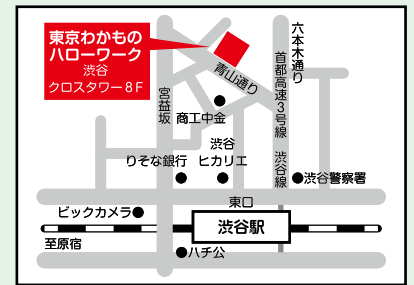 東京わかもの
ハローワーク
渋谷
クロスタワー8F
六本木通り
首都高速3号線 渋谷線
青山通り
宮益坂
商工中金
渋谷
ヒカリエ
りそな銀行
渋谷警察署
東口
ビックカメラ
渋谷駅
至原宿
ハチ公